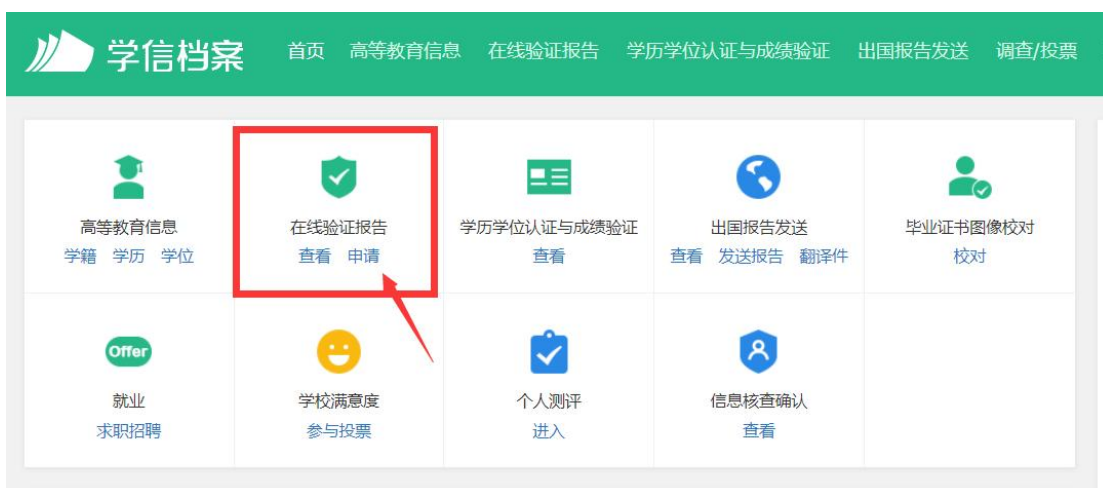 学信档案 首页 高等教育信息 在线验证报告 学历学位认证与成绩验证 出国报告发送 调查/投票
高等教育信息 在线验证报告 学历学位认证与成绩验证 出国报告发送 毕业证书图像校对
学籍 学历 学位 查看 申请 查看 查看 发送报告 翻译件 校对
Offer
就业 学校满意度 个人测评 信息核查确认
求职招聘 参与投票 进入 查看